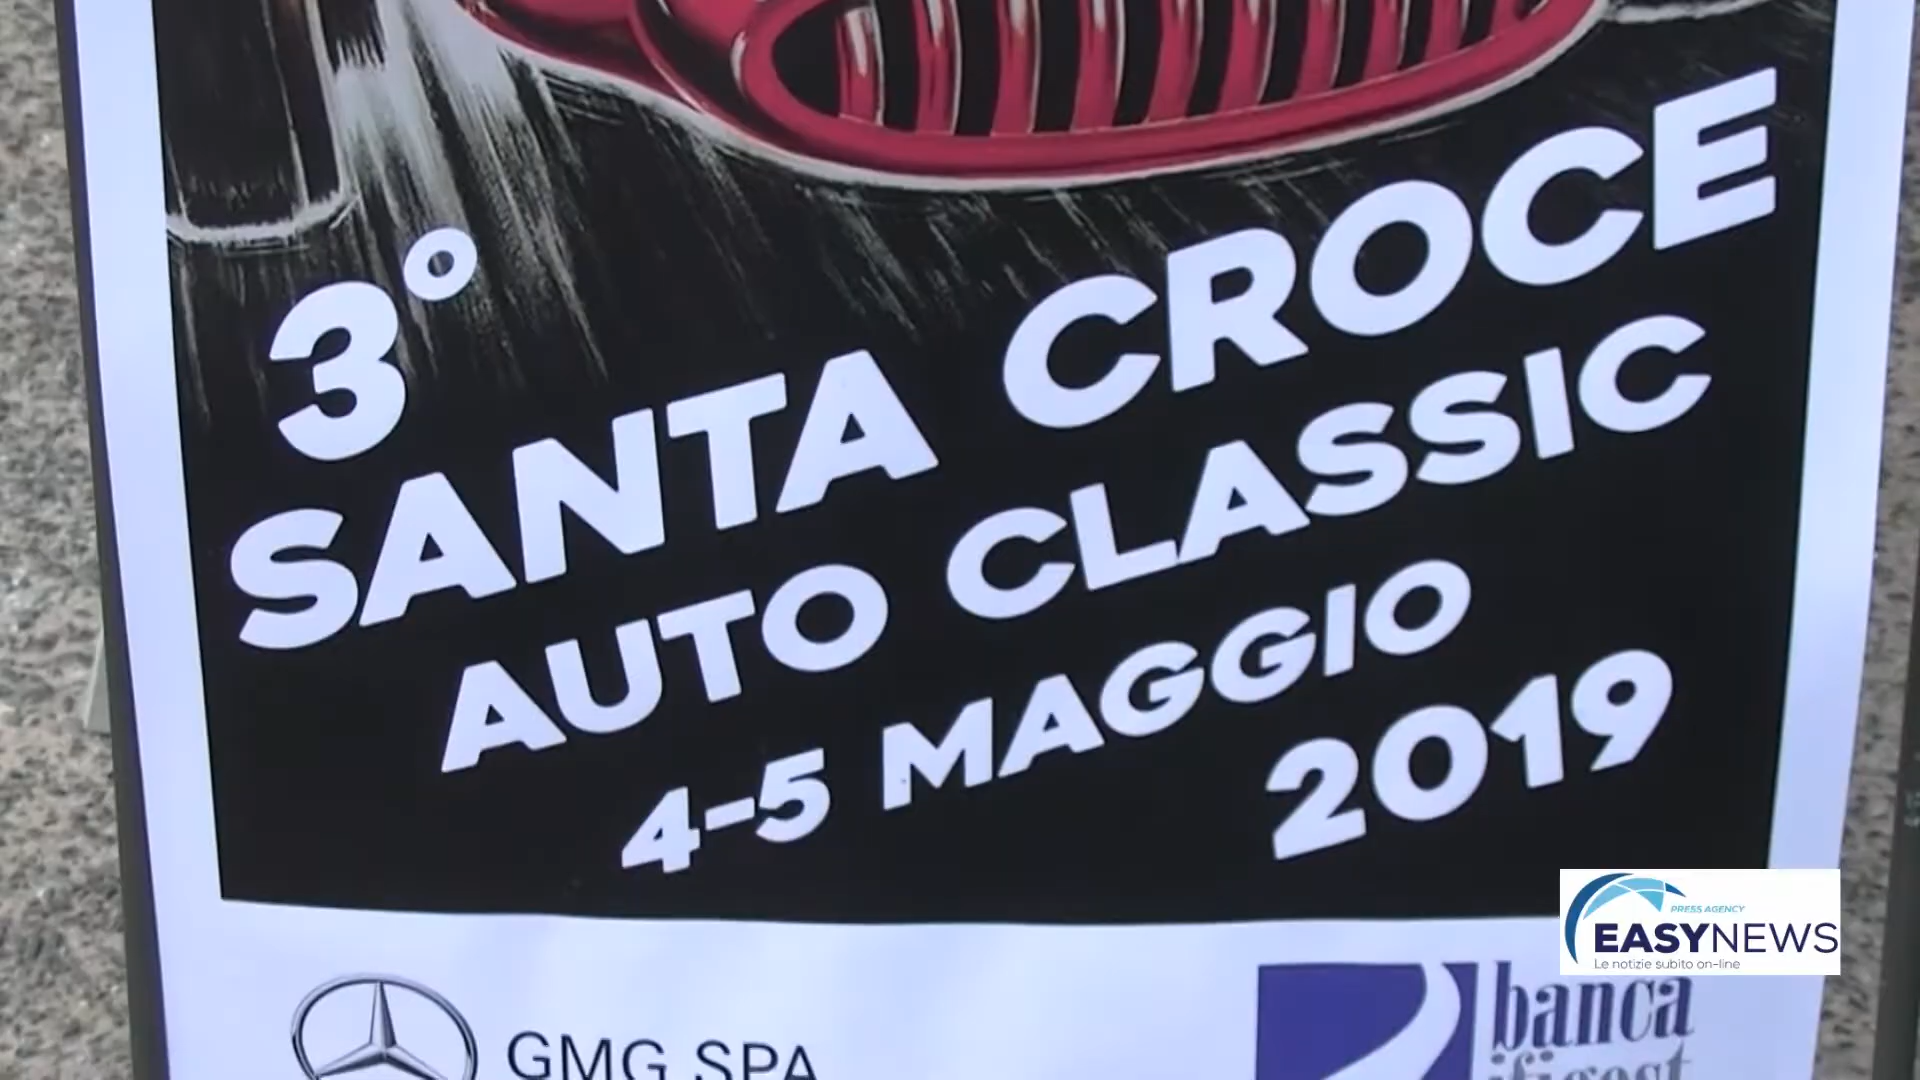 3°
SANTA CROCE
AUTO CLASSIC
4-5 MAGGIO
2019
PRESS AGENCY
EASYNEWS
Le notizie subito on-line
GMG SPA
banca